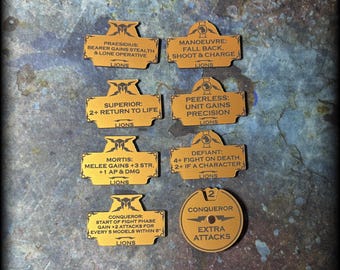 PRAESIDIUS:
BEARER GAINS STEALTH
& LONE OPERATIVE
LIONS
MANOEUVRE:
FALL BACK,
SHOOT & CHARGE
LIONS
SUPERIOR:
2+ RETURN TO LIFE
LIONS
PEERLESS:
UNIT GAINS
PRECISION
LIONS
MORTIS:
MELEE GAINS +3 STR,
+1 AP & DMG
LIONS
DEFIANT:
4+ FIGHT ON DEATH,
2+ IF A CHARACTER
LIONS
CONQUEROR:
START OF FIGHT PHASE
GAIN +2 ATTACKS FOR
EVERY 5 MODELS WITHIN 6"
LIONS
2
CONQUEROR
EXTRA
ATTACKS